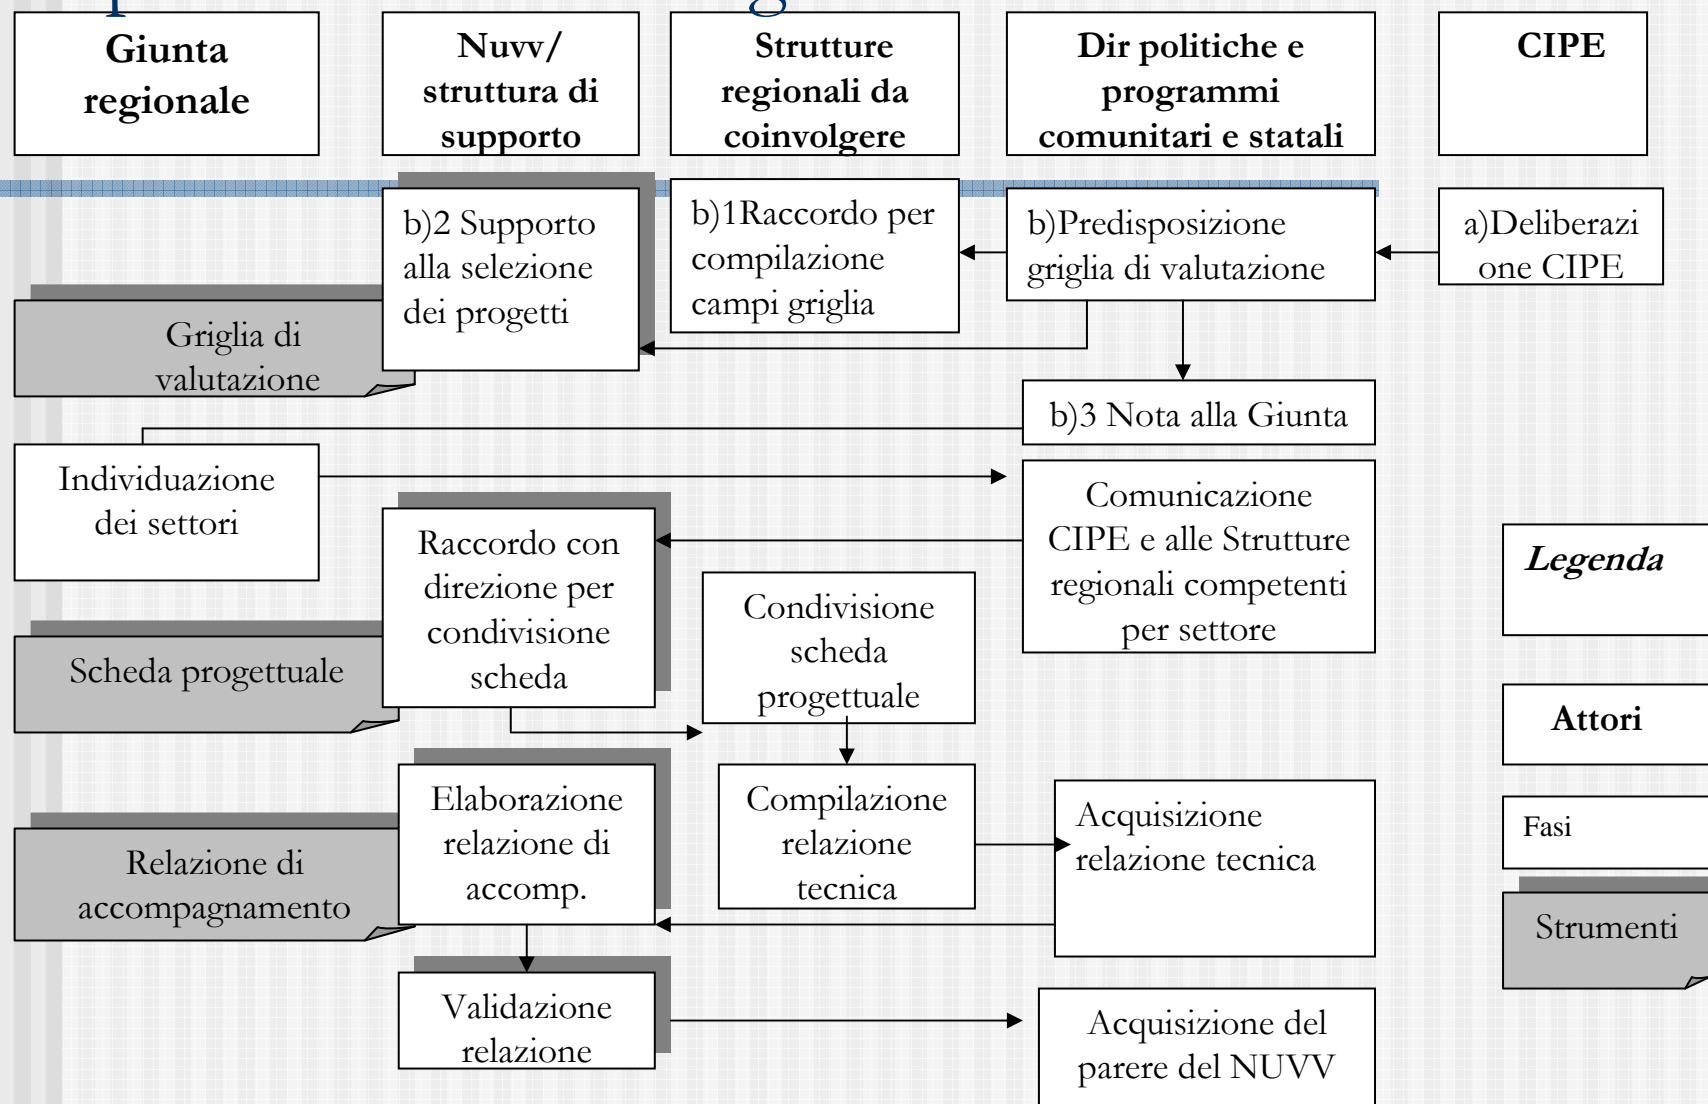 Giunta
regionale
Nuvv/
struttura di
supporto
Strutture
regionali da
coinvolgere
Dir politiche e
programmi
comunitari e statali
CIPE
b)2 Supporto
alla selezione
dei progetti
b)1Raccordo per
compilazione
campi griglia
b)Predisposizione
griglia di valutazione
a)Deliberazi
one CIPE
Griglia di
valutazione
b)3 Nota alla Giunta
Individuazione
dei settori
Comunicazione
CIPE e alle Strutture
regionali competenti
per settore
Raccordo con
direzione per
condivisione
scheda
Condivisione
scheda
progettuale
Legenda
Scheda progettuale
Attori
Elaborazione
relazione di
accomp.
Compilazione
relazione
tecnica
Acquisizione
relazione tecnica
Fasi
Relazione di
accompagnamento
Strumenti
Validazione
relazione
Acquisizione del
parere del NUVV